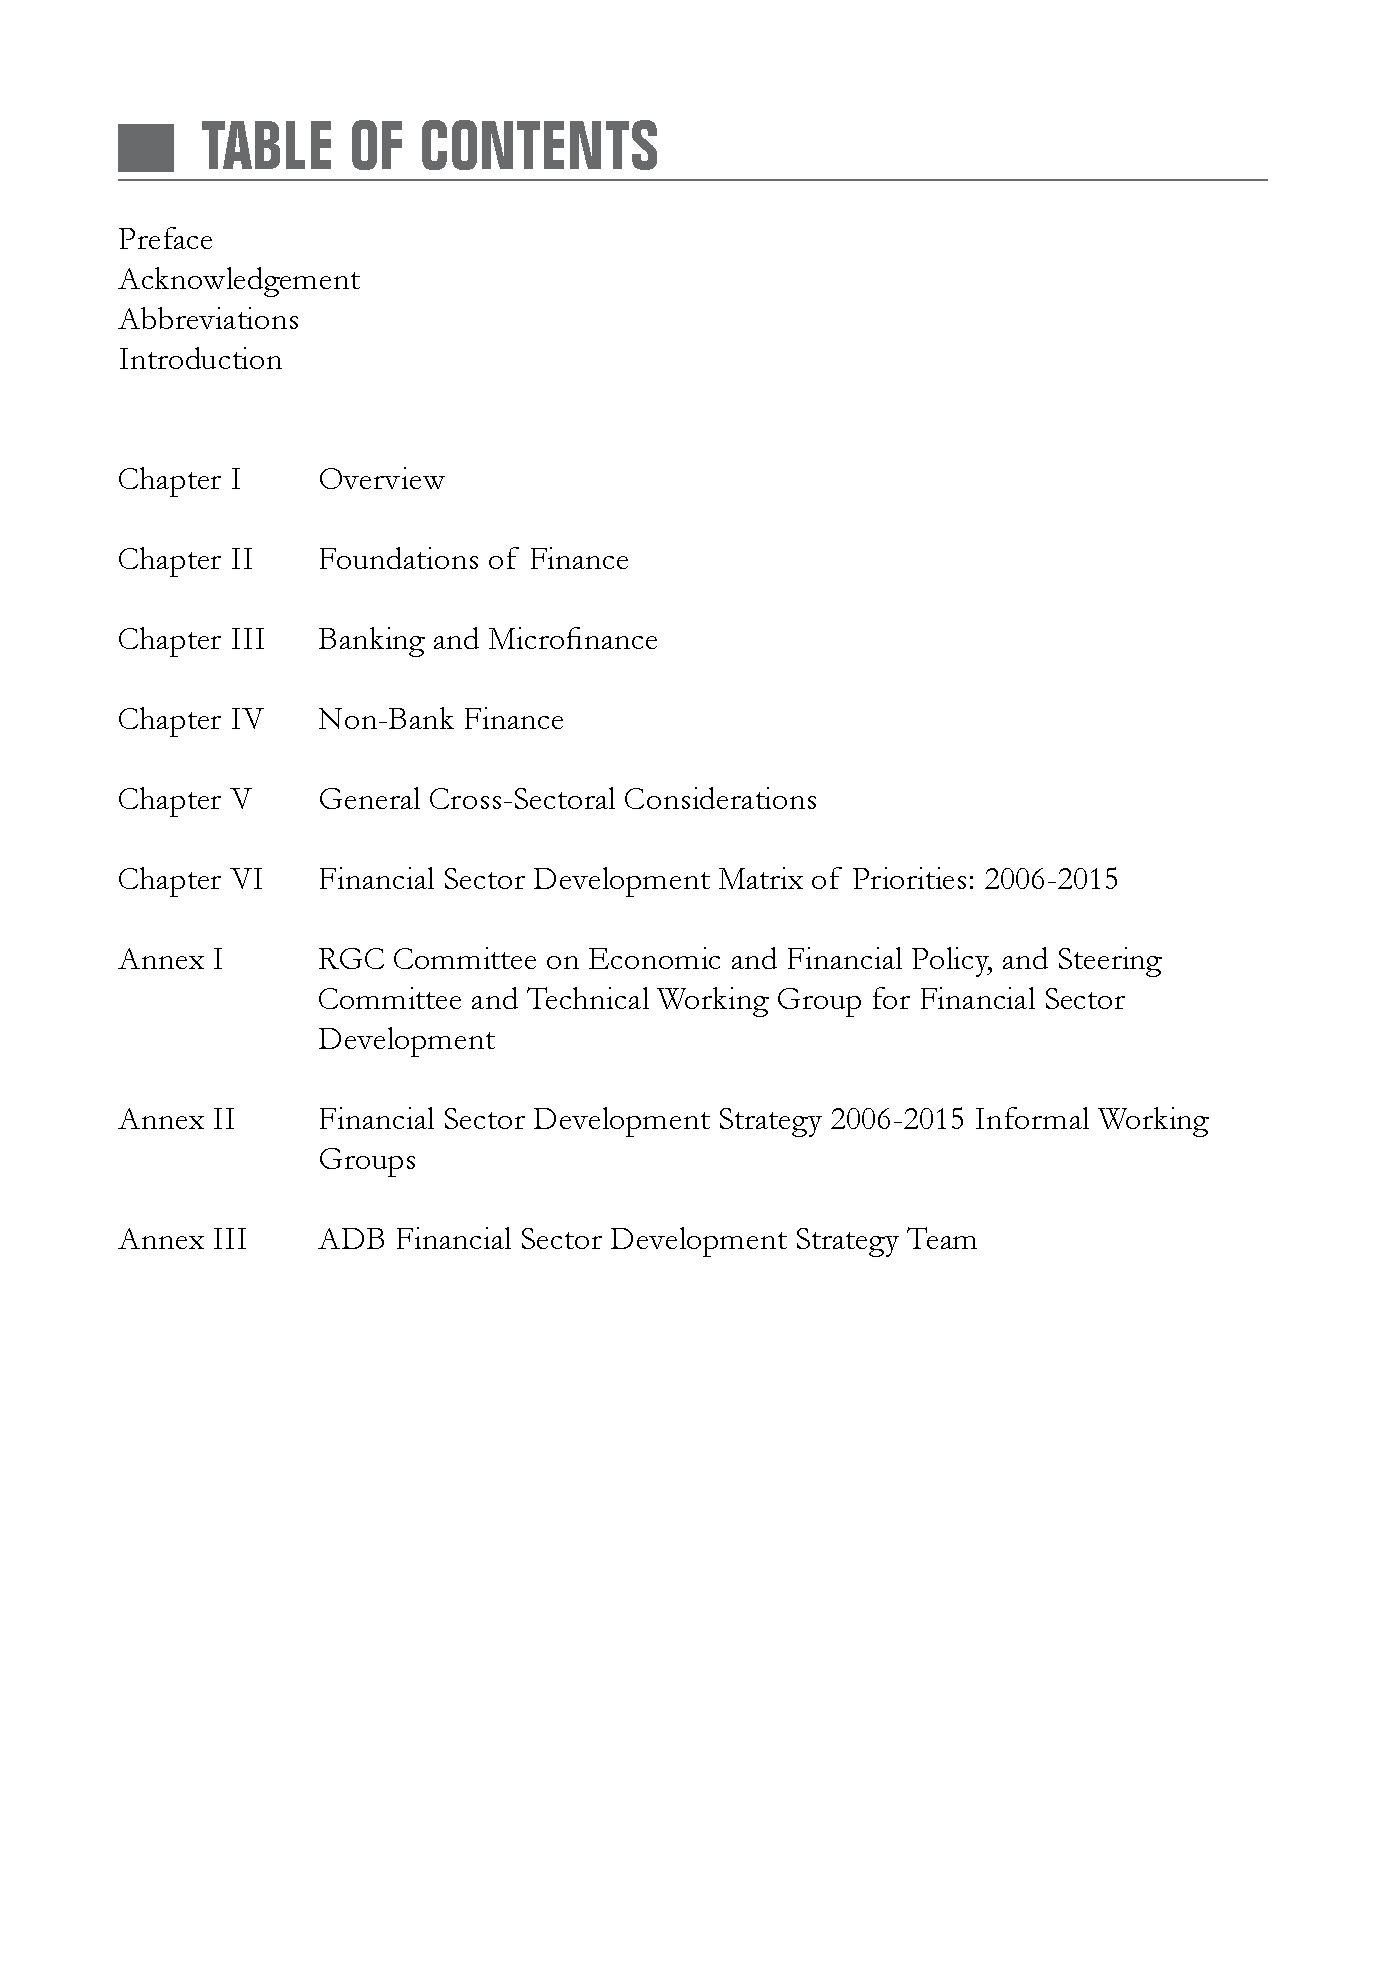 TABLE OF CONTENTS
Preface
Acknowledgement
Abbreviations
Introduction
Chapter I Overview
Chapter II Foundations of Finance
Chapter III Banking and Microfinance
Chapter IV Non-Bank Finance
Chapter V General Cross-Sectoral Considerations
Chapter VI Financial Sector Development Matrix of Priorities: 2006-2015
Annex I RGC Committee on Economic and Financial Policy, and Steering
Committee and Technical Working Group for Financial Sector
Development
Annex II Financial Sector Development Strategy 2006-2015 Informal Working
Groups
Annex III ADB Financial Sector Development Strategy Team